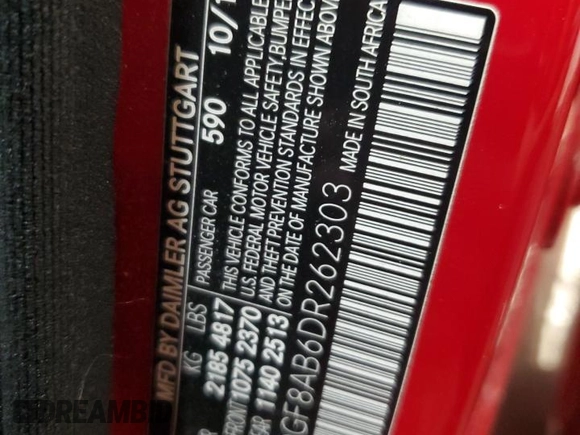 MFD BY DAIMLER AG STUTTGART
KG LBS PASSENGER CAR 590 10/1
2185 4817 THIS VEHICLE CONFORMS TO ALL APPLICABLE
FRONT 1075 2370 U.S. FEDERAL MOTOR VEHICLE SAFETY, BUMPER
1140 2513 AND THEFT PREVENTION STANDARDS IN EFFECT
ON THE DATE OF MANUFACTURE SHOWN ABOVE
GF8AB6DR262303 MADE IN SOUTH AFRICA
DREAMBID